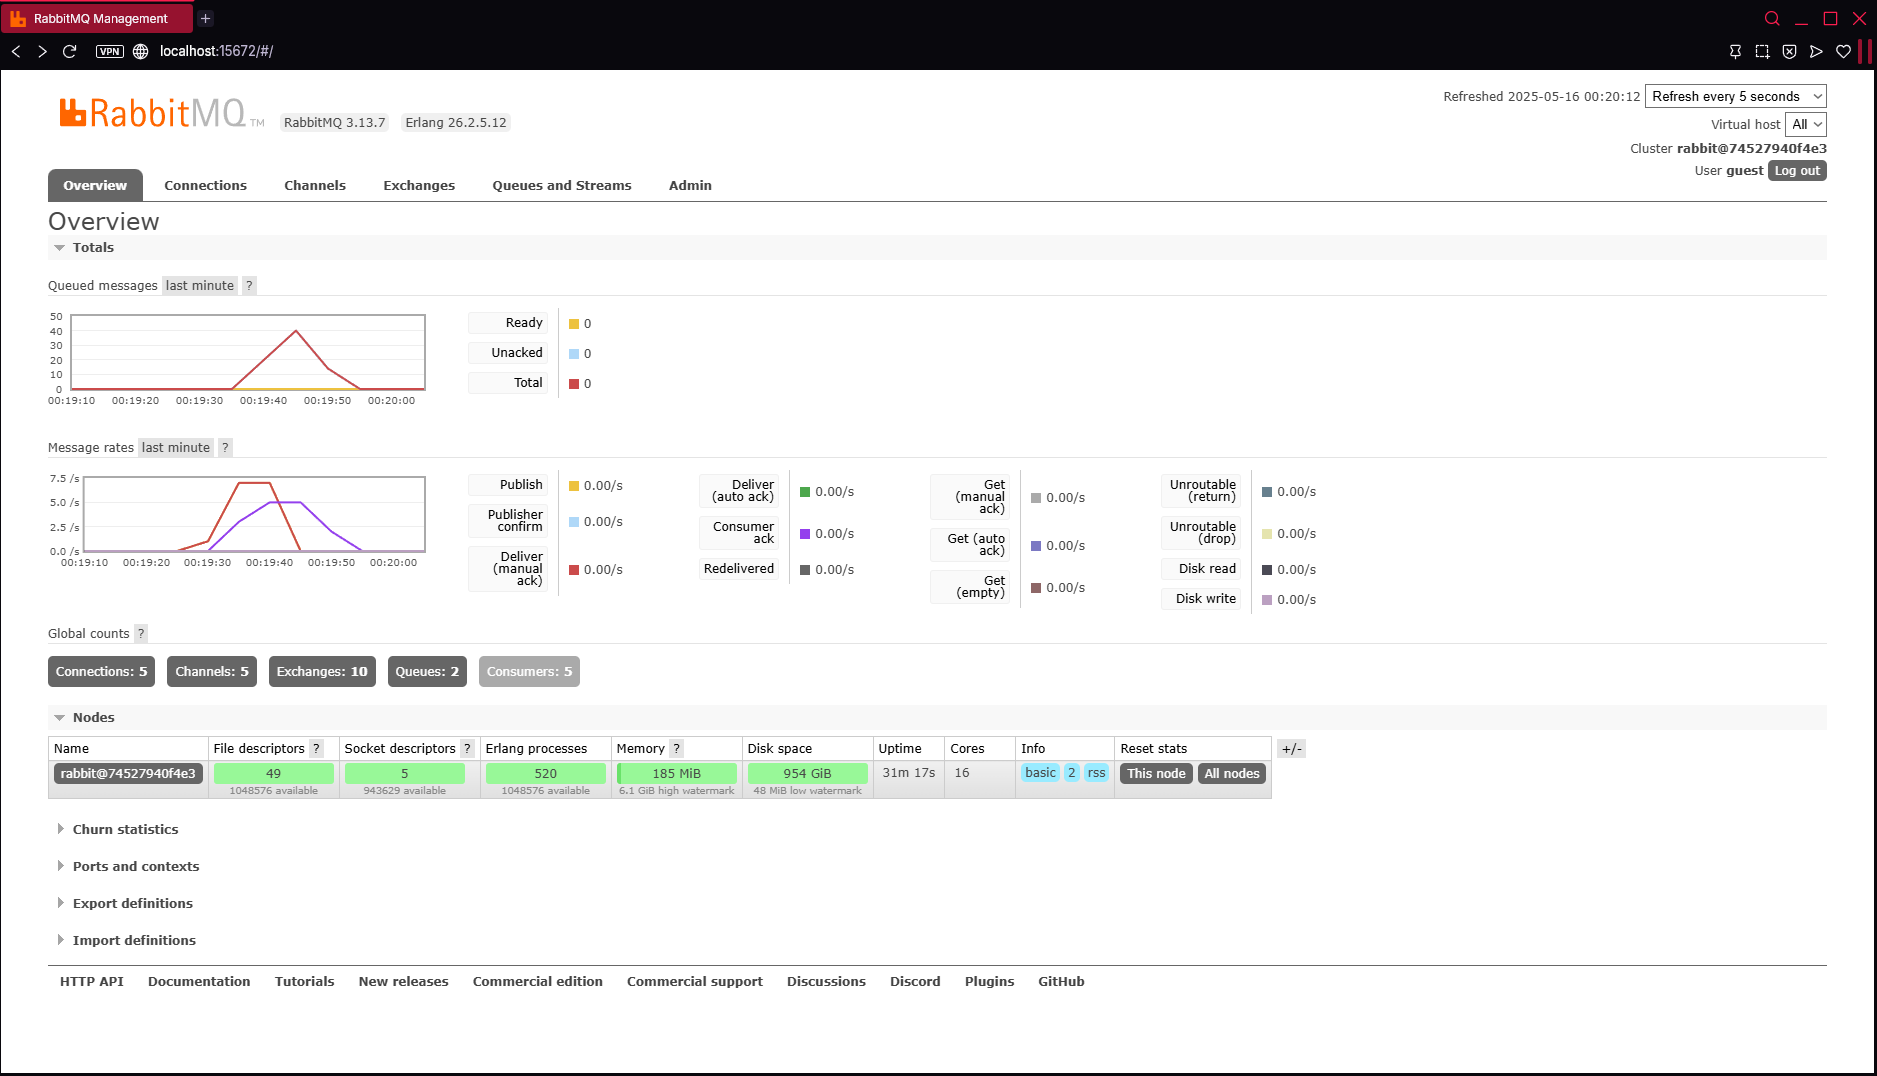 RabbitMQ Management
+
VPN localhost:15672/#/
RabbitMQ TM RabbitMQ 3.13.7 Erlang 26.2.5.12
Refreshed 2025-05-16 00:20:12 Refresh every 5 seconds
Virtual host All
Cluster rabbit@74527940f4e3
User guest Log out
Overview Connections Channels Exchanges Queues and Streams Admin
Overview
Totals
Queued messages last minute ?
50
40
30
20
10
0
00:19:10 00:19:20 00:19:30 00:19:40 00:19:50 00:20:00
Ready 0
Unacked 0
Total 0
Message rates last minute ?
7.5 /s
5.0 /s
2.5 /s
0.0 /s
00:19:10 00:19:20 00:19:30 00:19:40 00:19:50 00:20:00
Publish 0.00/s
Publisher
confirm 0.00/s
Deliver
(manual
ack) 0.00/s
Deliver
(auto ack) 0.00/s
Consumer
ack 0.00/s
Redelivered 0.00/s
Get
(manual
ack) 0.00/s
Get (auto
ack) 0.00/s
Get
(empty) 0.00/s
Unroutable
(return) 0.00/s
Unroutable
(drop) 0.00/s
Disk read 0.00/s
Disk write 0.00/s
Global counts ?
Connections: 5 Channels: 5 Exchanges: 10 Queues: 2 Consumers: 5
Nodes
Name File descriptors ? Socket descriptors ? Erlang processes Memory ? Disk space Uptime Cores Info Reset stats +/-
rabbit@74527940f4e3 49 5 520 185 MiB 954 GiB 31m 17s 16 basic 2 rss This node All nodes
1048576 available 943629 available 1048576 available 6.1 GiB high watermark 48 MiB low watermark
Churn statistics
Ports and contexts
Export definitions
Import definitions
HTTP API Documentation Tutorials New releases Commercial edition Commercial support Discussions Discord Plugins GitHub